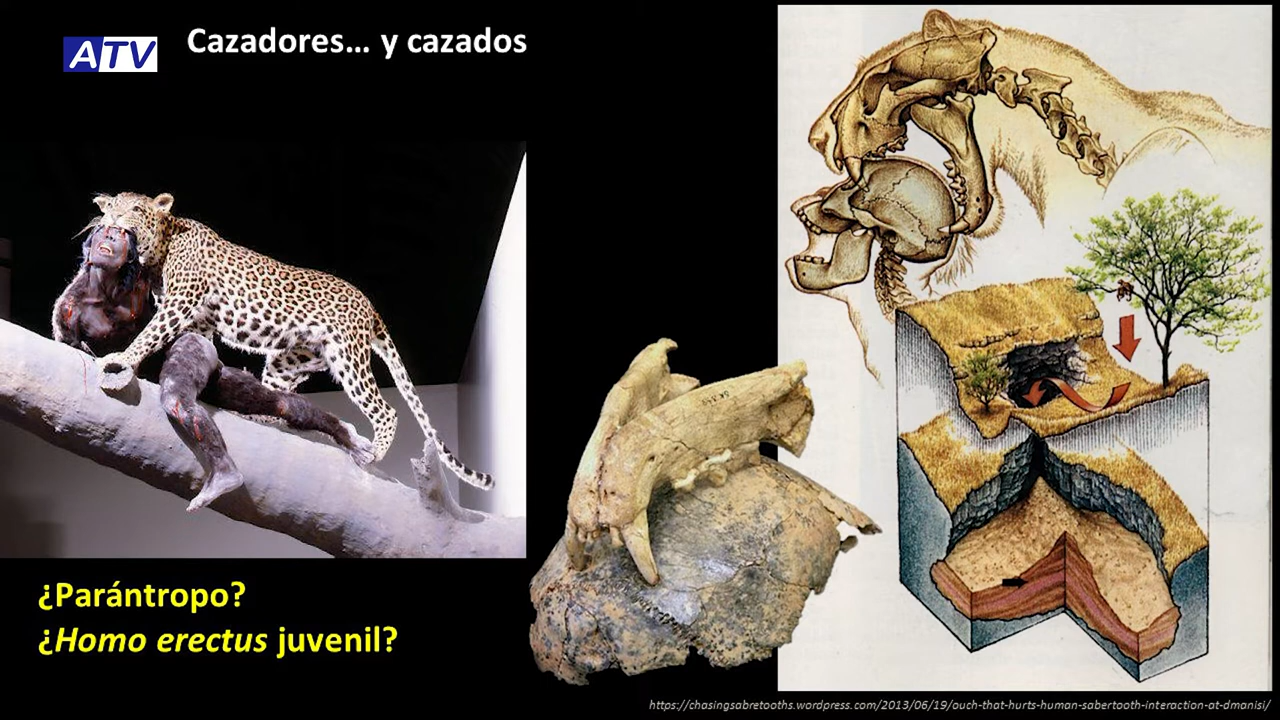 ATV
Cazadores... y cazados
¿Parántropo?
¿Homo erectus juvenil?
https://chasingsabretooths.wordpress.com/2013/06/19/ouch-that-hurts-human-sabertooth-interaction-at-dmanisi/